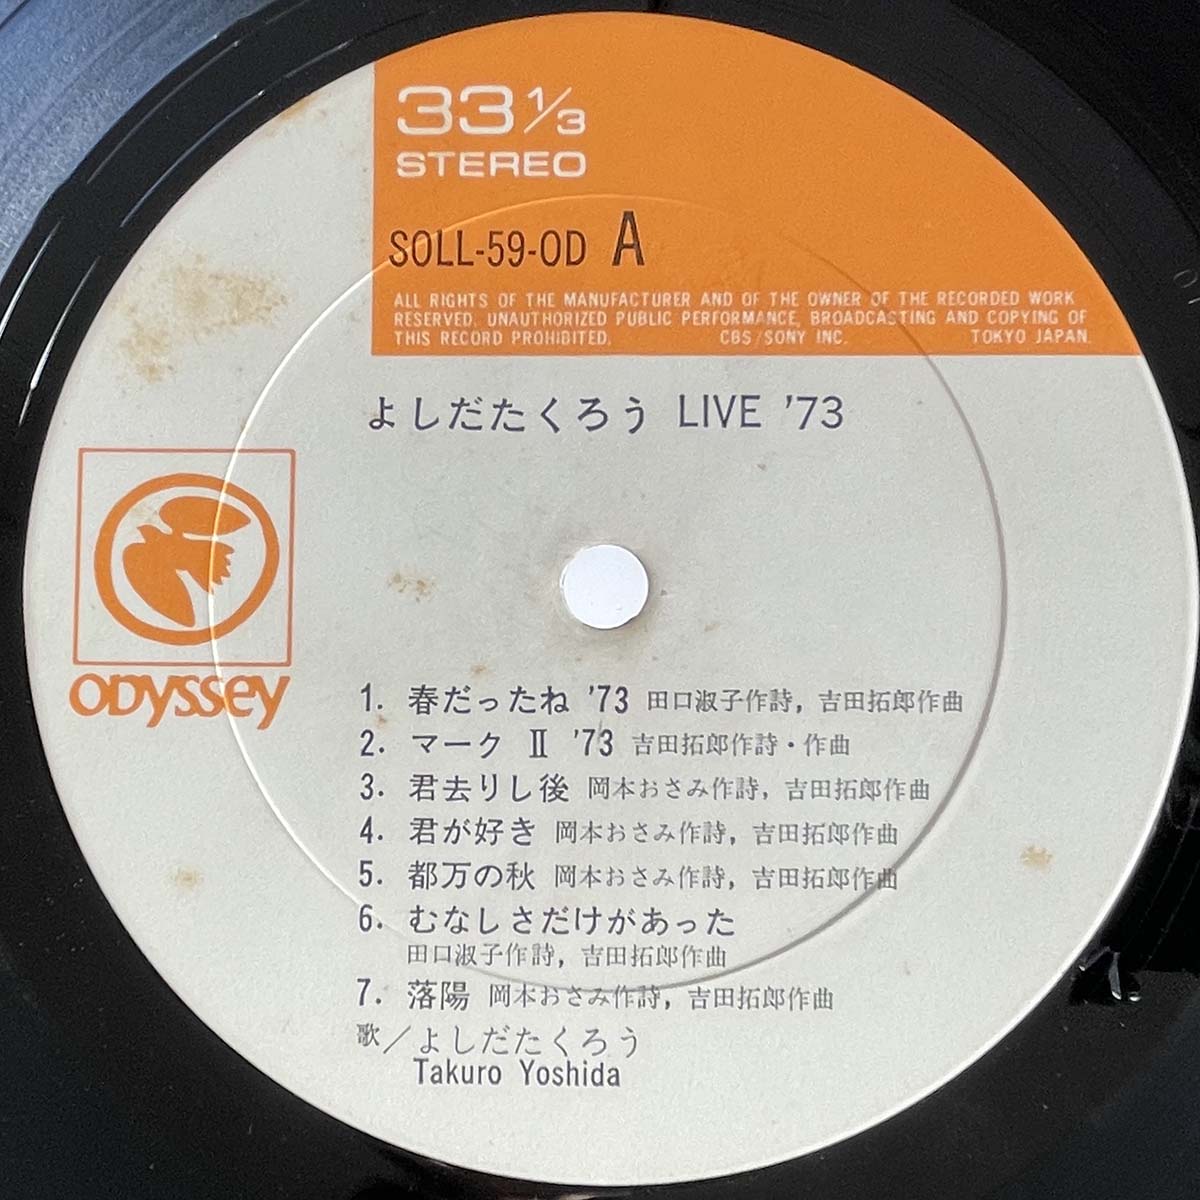 33 1/3
STEREO
SOLL-59-OD A
ALL RIGHTS OF THE MANUFACTURER AND OF THE OWNER OF THE RECORDED WORK
RESERVED. UNAUTHORIZED PUBLIC PERFORMANCE, BROADCASTING AND COPYING OF
THIS RECORD PROHIBITED. CBS/SONY INC. TOKYO JAPAN.
よしだたくろう LIVE '73
ODYSSEY
1. 春だったね '73 田口淑子作詩, 吉田拓郎作曲
2. マーク II '73 吉田拓郎作詩・作曲
3. 君去りし後 岡本おさみ作詩, 吉田拓郎作曲
4. 君が好き 岡本おさみ作詩, 吉田拓郎作曲
5. 都万の秋 岡本おさみ作詩, 吉田拓郎作曲
6. むなしさだけがあった
田口淑子作詩, 吉田拓郎作曲
7. 落陽 岡本おさみ作詩, 吉田拓郎作曲
歌/よしだたくろう
Takuro Yoshida